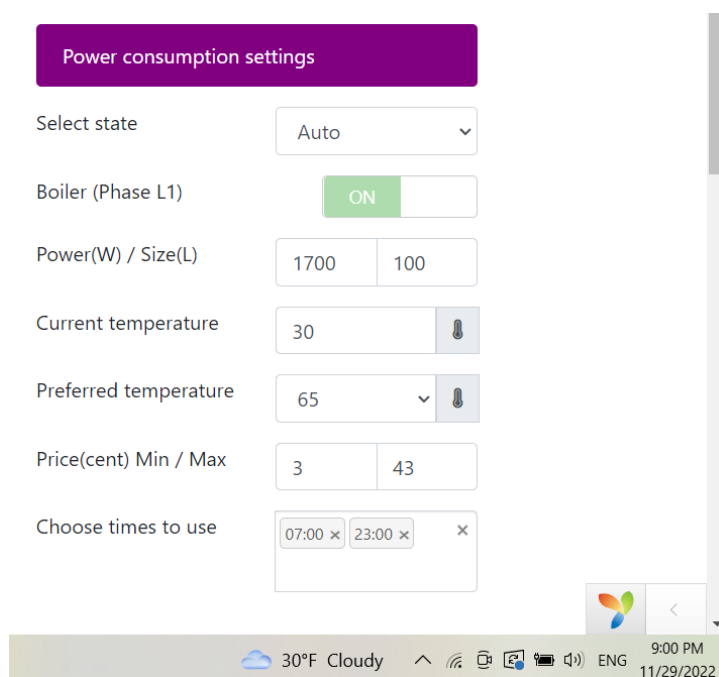 Power consumption settings
Select state Auto
Boiler (Phase L1) ON
Power(W) / Size(L) 1700 100
Current temperature 30
Preferred temperature 65
Price(cent) Min / Max 3 43
Choose times to use 07:00 × 23:00 × ×
30°F Cloudy ENG 9:00 PM
11/29/2022